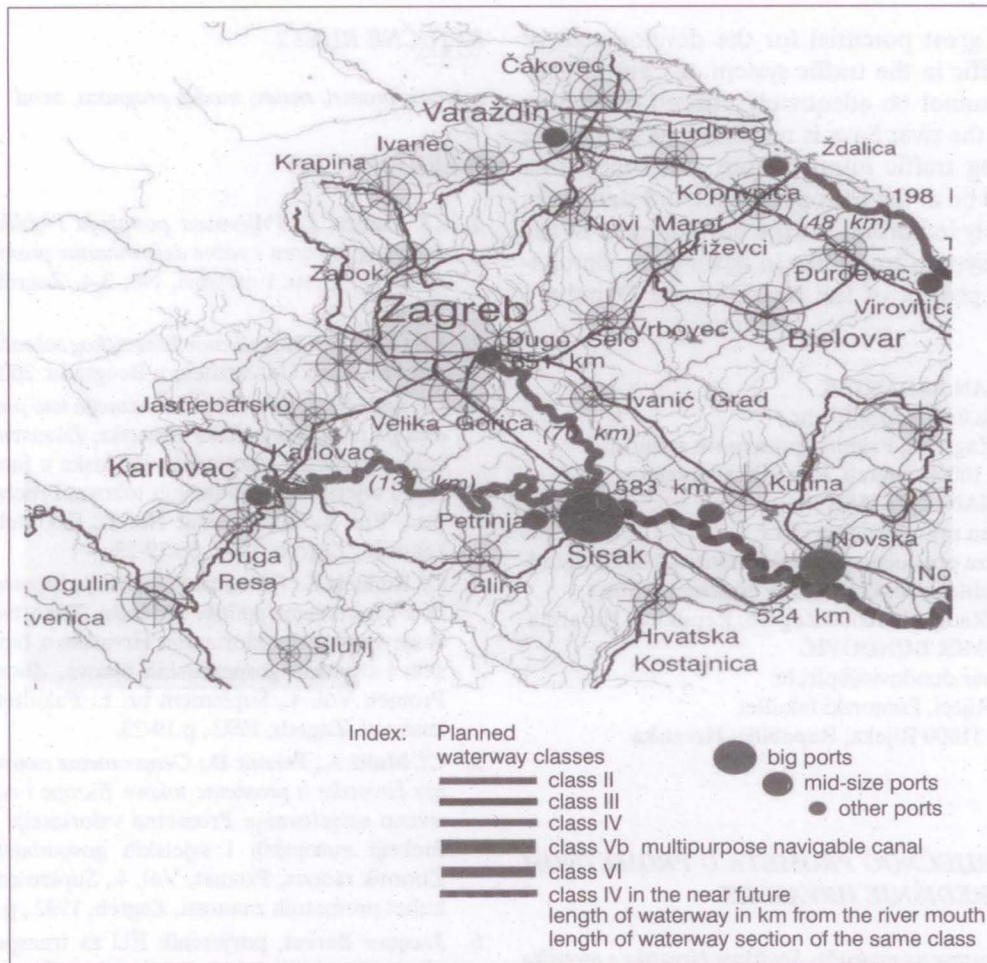 Čakovec
Varaždin
Ivanec
Ludbreg
Ždalica
Krapina
Koprivnica
198
Novi Marof
(48 km)
Križevci
Zabok
Đurđevac
Zagreb
Virovitica
Dugo Selo
Vrbovec
Bjelovar
651 km
Jastrebarsko
Ivanić Grad
Velika Gorica
Karlovac
Karlovac
583 km
Kutina
Petrinja
Novska
Sisak
Duga
Resa
Glina
Ogulin
524
Hrvatska
Slunj
Kostajnica
Index: Planned
waterway classes
big ports
class II
mid-size ports
class III
other ports
class IV
class Vb multipurpose navigable canal
class VI
class IV in the near future
length of waterway in km from the river mouth
length of waterway section of the same class